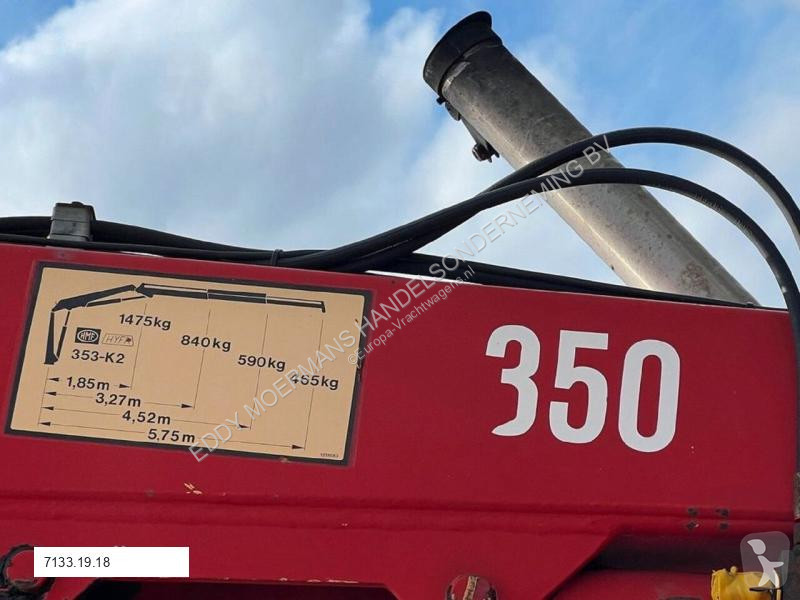 1475kg
840kg
590kg
465kg
HMF
353-K2
1,85m
3,27m
4,52m
5,75m
350
EDDY MOERMANS HANDELSONDERNEMING BV
©Europa-Vrachtwagens.nl
7133.19.18